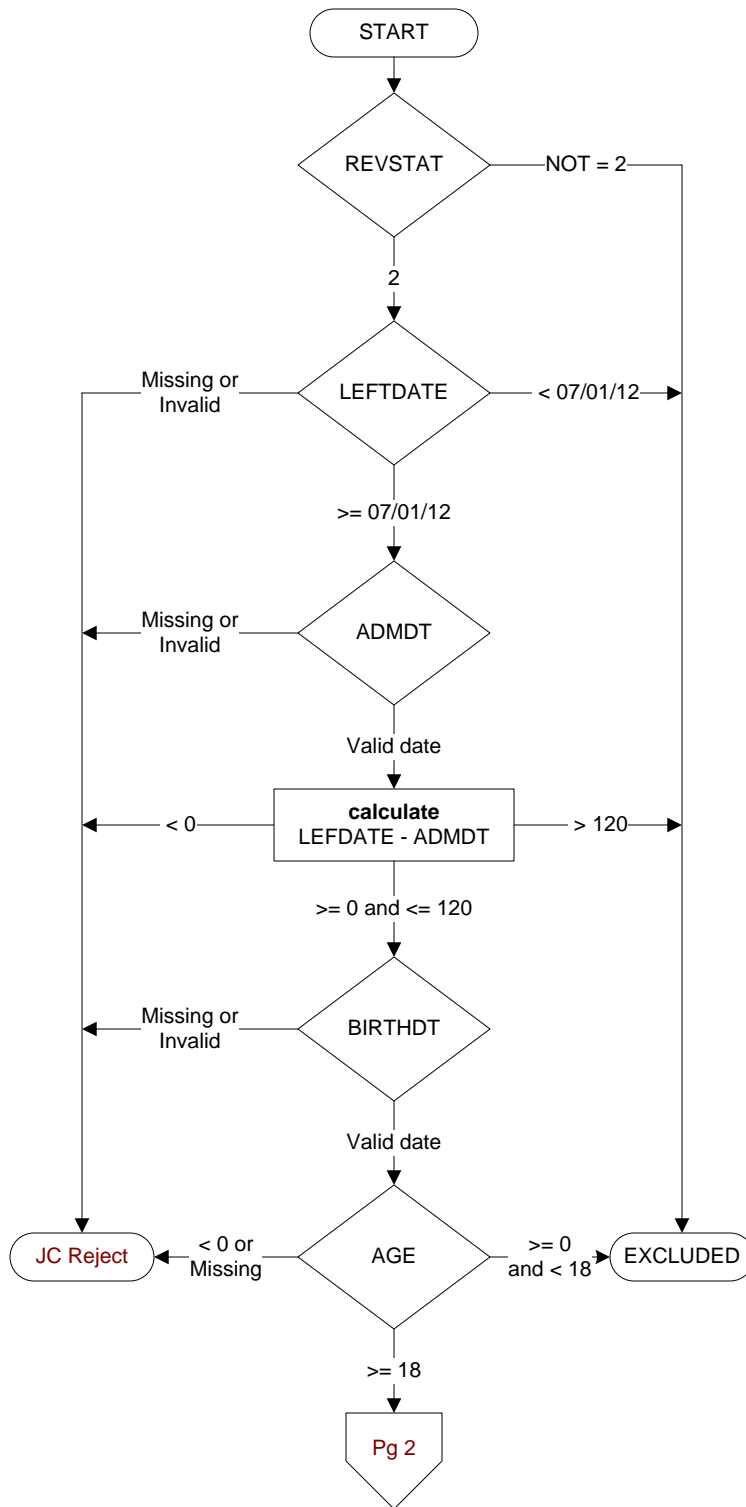 START
REVSTAT
NOT = 2
2
Missing or
Invalid
LEFTDATE
< 07/01/12
>= 07/01/12
Missing or
Invalid
ADMDT
Valid date
calculate
< 0
LEFDATE - ADMDT
> 120
>= 0 and <= 120
Missing or
Invalid
BIRTHDT
Valid date
JC Reject
< 0 or
Missing
AGE
>= 0
and < 18
EXCLUDED
>= 18
Pg 2